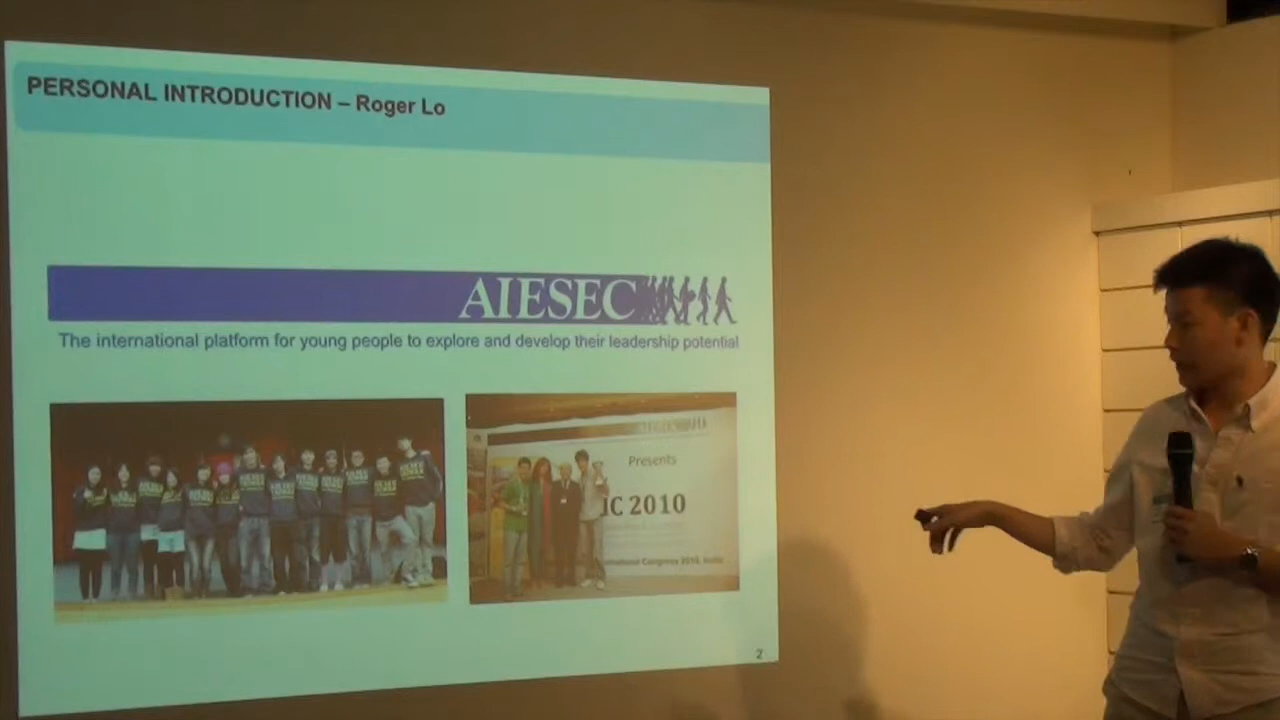 PERSONAL INTRODUCTION – Roger Lo
AIESEC
The international platform for young people to explore and develop their leadership potential
Presents
IC 2010
2